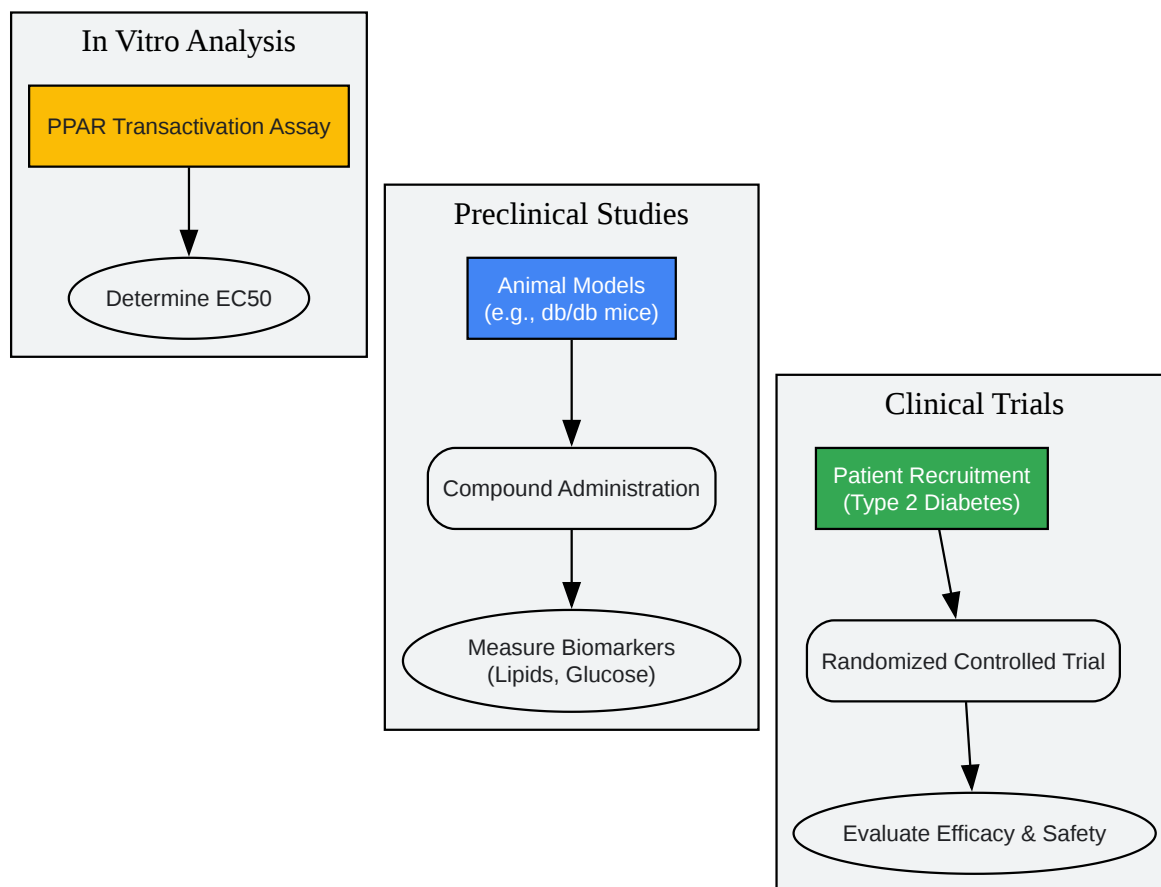 In Vitro Analysis
PPAR Transactivation Assay
Determine EC50
Preclinical Studies
Animal Models
(e.g., db/db mice)
Compound Administration
Measure Biomarkers
(Lipids, Glucose)
Clinical Trials
Patient Recruitment
(Type 2 Diabetes)
Randomized Controlled Trial
Evaluate Efficacy & Safety